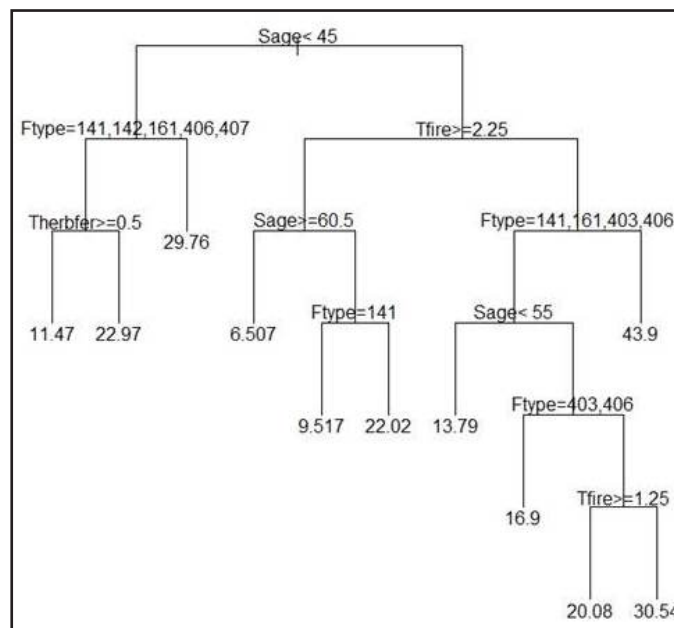 Sage< 45
Ftype=141,142,161,406,407
Tfire>=2.25
Therbfer>=0.5
29.76
Sage>=60.5
Ftype=141,161,403,406
11.47
22.97
6.507
Ftype=141
Sage< 55
43.9
9.517
22.02
13.79
Ftype=403,406
16.9
Tfire>=1.25
20.08
30.54